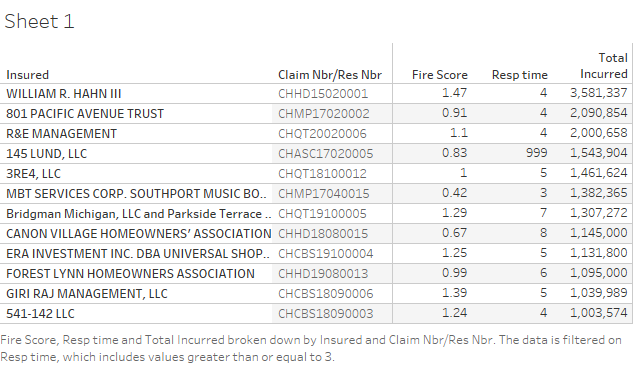 Sheet 1
Total
Insured Claim Nbr/Res Nbr Fire Score Resp time Incurred
WILLIAM R. HAHN III CHHD15020001 1.47 4 3,581,337
801 PACIFIC AVENUE TRUST CHMP17020002 0.91 4 2,090,854
R&E MANAGEMENT CHQT20020006 1.1 4 2,000,658
145 LUND, LLC CHASC17020005 0.83 999 1,543,904
3RE4, LLC CHQT18100012 1 5 1,461,624
MBT SERVICES CORP. SOUTHPORT MUSIC BO.. CHMP17040015 0.42 3 1,382,365
Bridgman Michigan, LLC and Parkside Terrace .. CHQT19100005 1.29 7 1,307,272
CANON VILLAGE HOMEOWNERS' ASSOCIATION CHHD18080015 0.67 8 1,145,000
ERA INVESTMENT INC. DBA UNIVERSAL SHOP.. CHCBS19100004 1.25 5 1,131,800
FOREST LYNN HOMEOWNERS ASSOCIATION CHHD19080013 0.99 6 1,095,000
GIRI RAJ MANAGEMENT, LLC CHCBS18090006 1.39 5 1,039,989
541-142 LLC CHCBS18090003 1.24 4 1,003,574
Fire Score, Resp time and Total Incurred broken down by Insured and Claim Nbr/Res Nbr. The data is filtered on
Resp time, which includes values greater than or equal to 3.